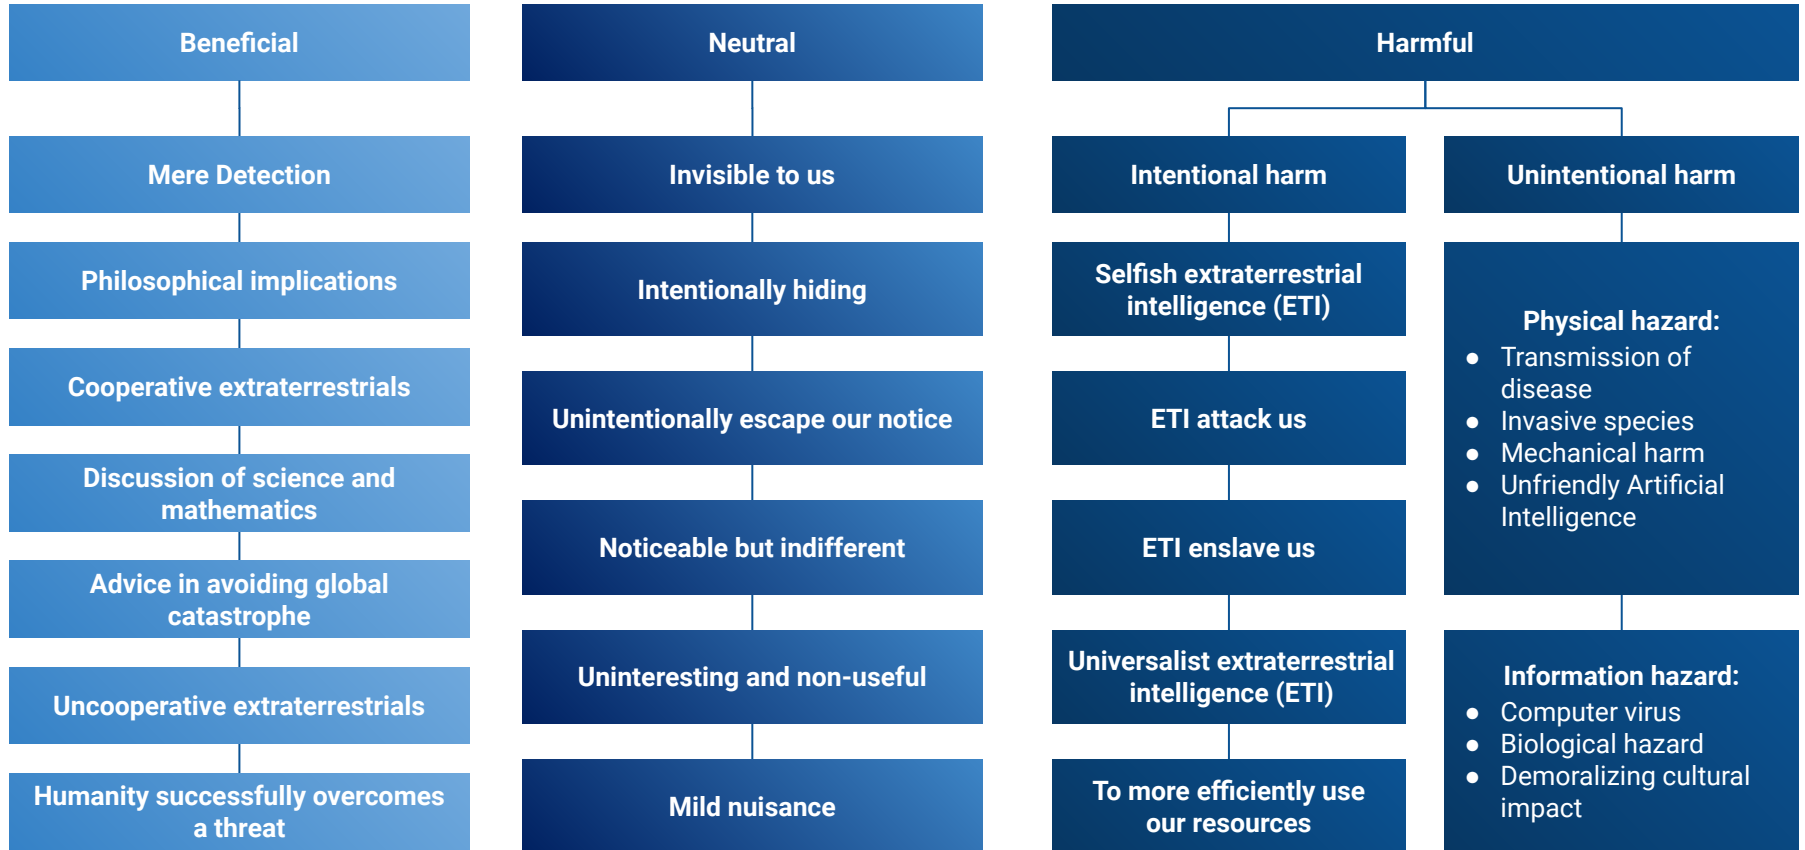 Beneficial
Mere Detection
Philosophical implications
Cooperative extraterrestrials
Discussion of science and
mathematics
Advice in avoiding global
catastrophe
Uncooperative extraterrestrials
Humanity successfully overcomes
a threat
Neutral
Invisible to us
Intentionally hiding
Unintentionally escape our notice
Noticeable but indifferent
Uninteresting and non-useful
Mild nuisance
Harmful
Intentional harm
Selfish extraterrestrial
intelligence (ETI)
ETI attack us
ETI enslave us
Universalist extraterrestrial
intelligence (ETI)
To more efficiently use
our resources
Unintentional harm
Physical hazard:
● Transmission of
disease
● Invasive species
● Mechanical harm
● Unfriendly Artificial
Intelligence
Information hazard:
● Computer virus
● Biological hazard
● Demoralizing cultural
impact